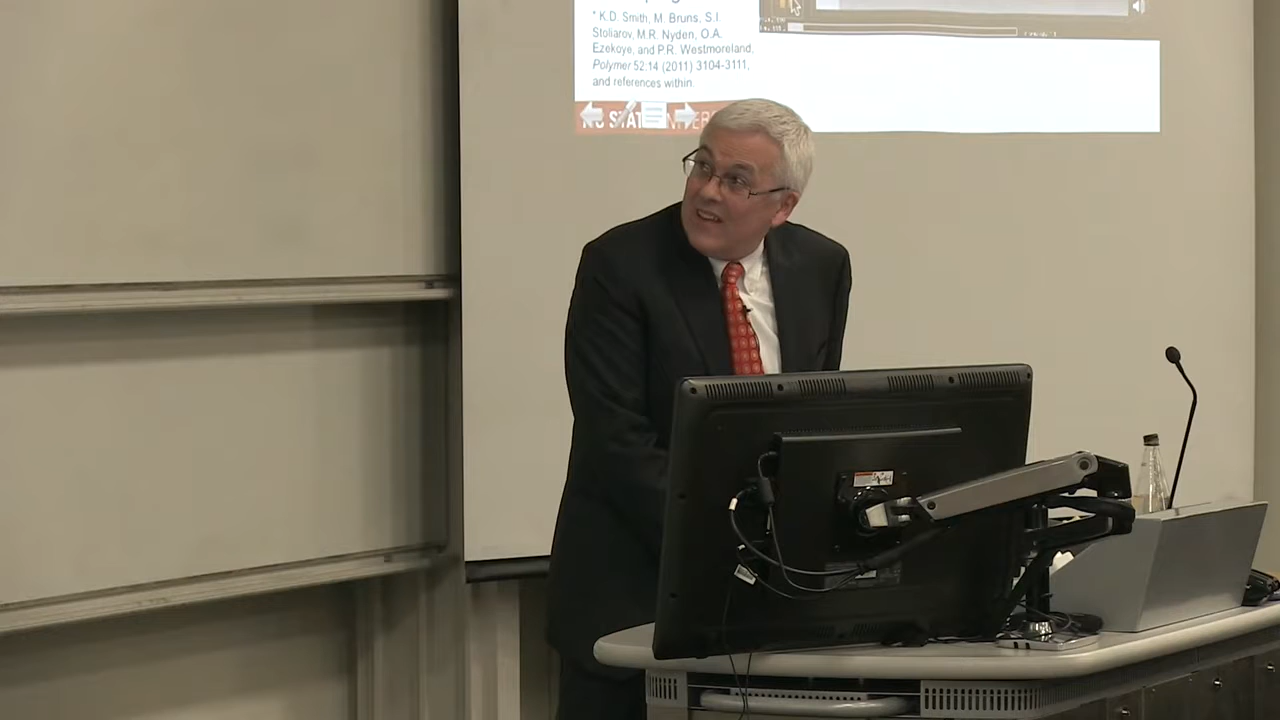 * K.D. Smith, M. Bruns, S.I.
Stoliarov, M.R. Nyden, O.A.
Ezekoye, and P.R. Westmoreland,
Polymer 52:14 (2011) 3104-3111,
and references within.